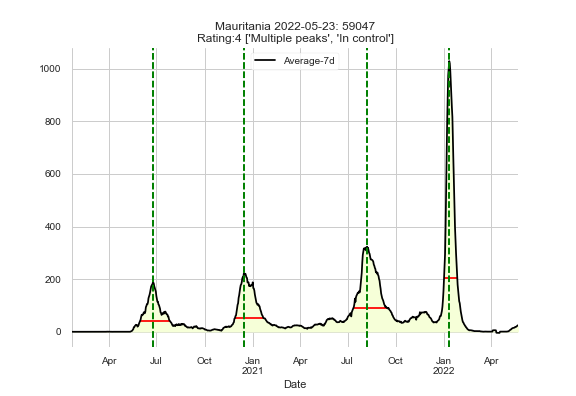 Mauritania 2022-05-23: 59047
Rating:4 ['Multiple peaks', 'In control']
Average-7d
1000
800
600
400
200
0
Apr Jul Oct Jan Apr Jul Oct Jan Apr
2021 2022
Date